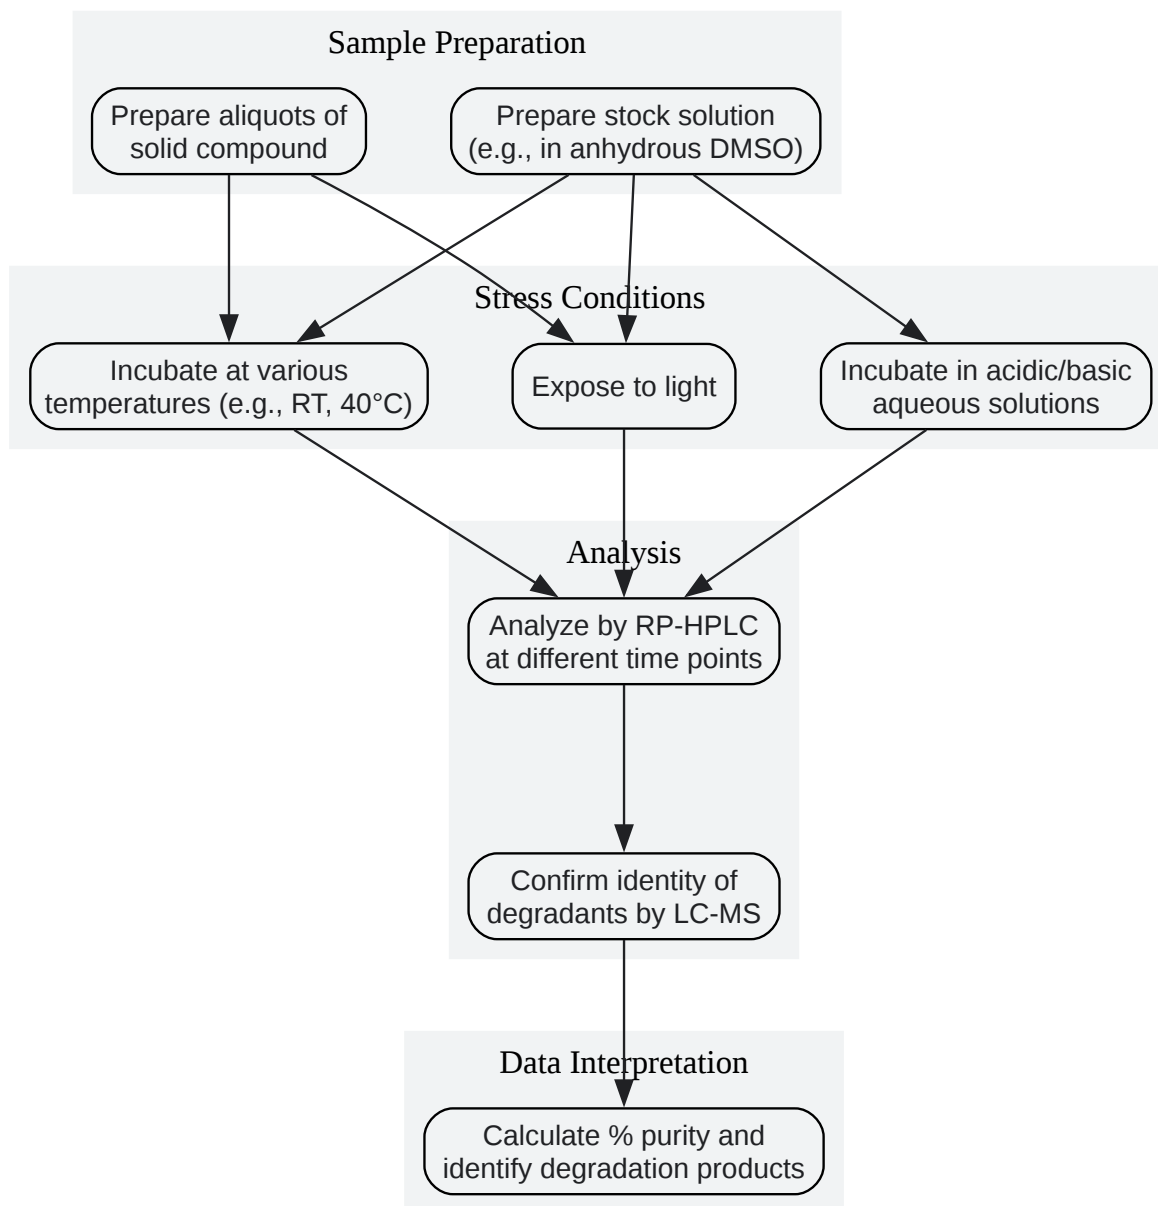 Sample Preparation
Prepare aliquots of
solid compound
Prepare stock solution
(e.g., in anhydrous DMSO)
Stress Conditions
Incubate at various
temperatures (e.g., RT, 40°C)
Expose to light
Incubate in acidic/basic
aqueous solutions
Analysis
Analyze by RP-HPLC
at different time points
Confirm identity of
degradants by LC-MS
Data Interpretation
Calculate % purity and
identify degradation products